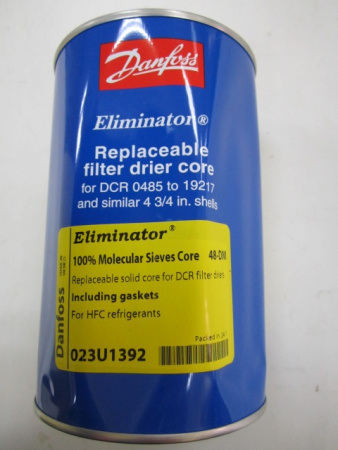 Danfoss
Eliminator®
Replaceable
filter drier core
for DCR 0485 to 19217
and similar 4 3/4 in. shells
Eliminator®
100% Molecular Sieves Core 48-DM
Replaceable solid core for DCR filter driers
Including gaskets
For HFC refrigerants
Packed in
023U1392
Danfoss